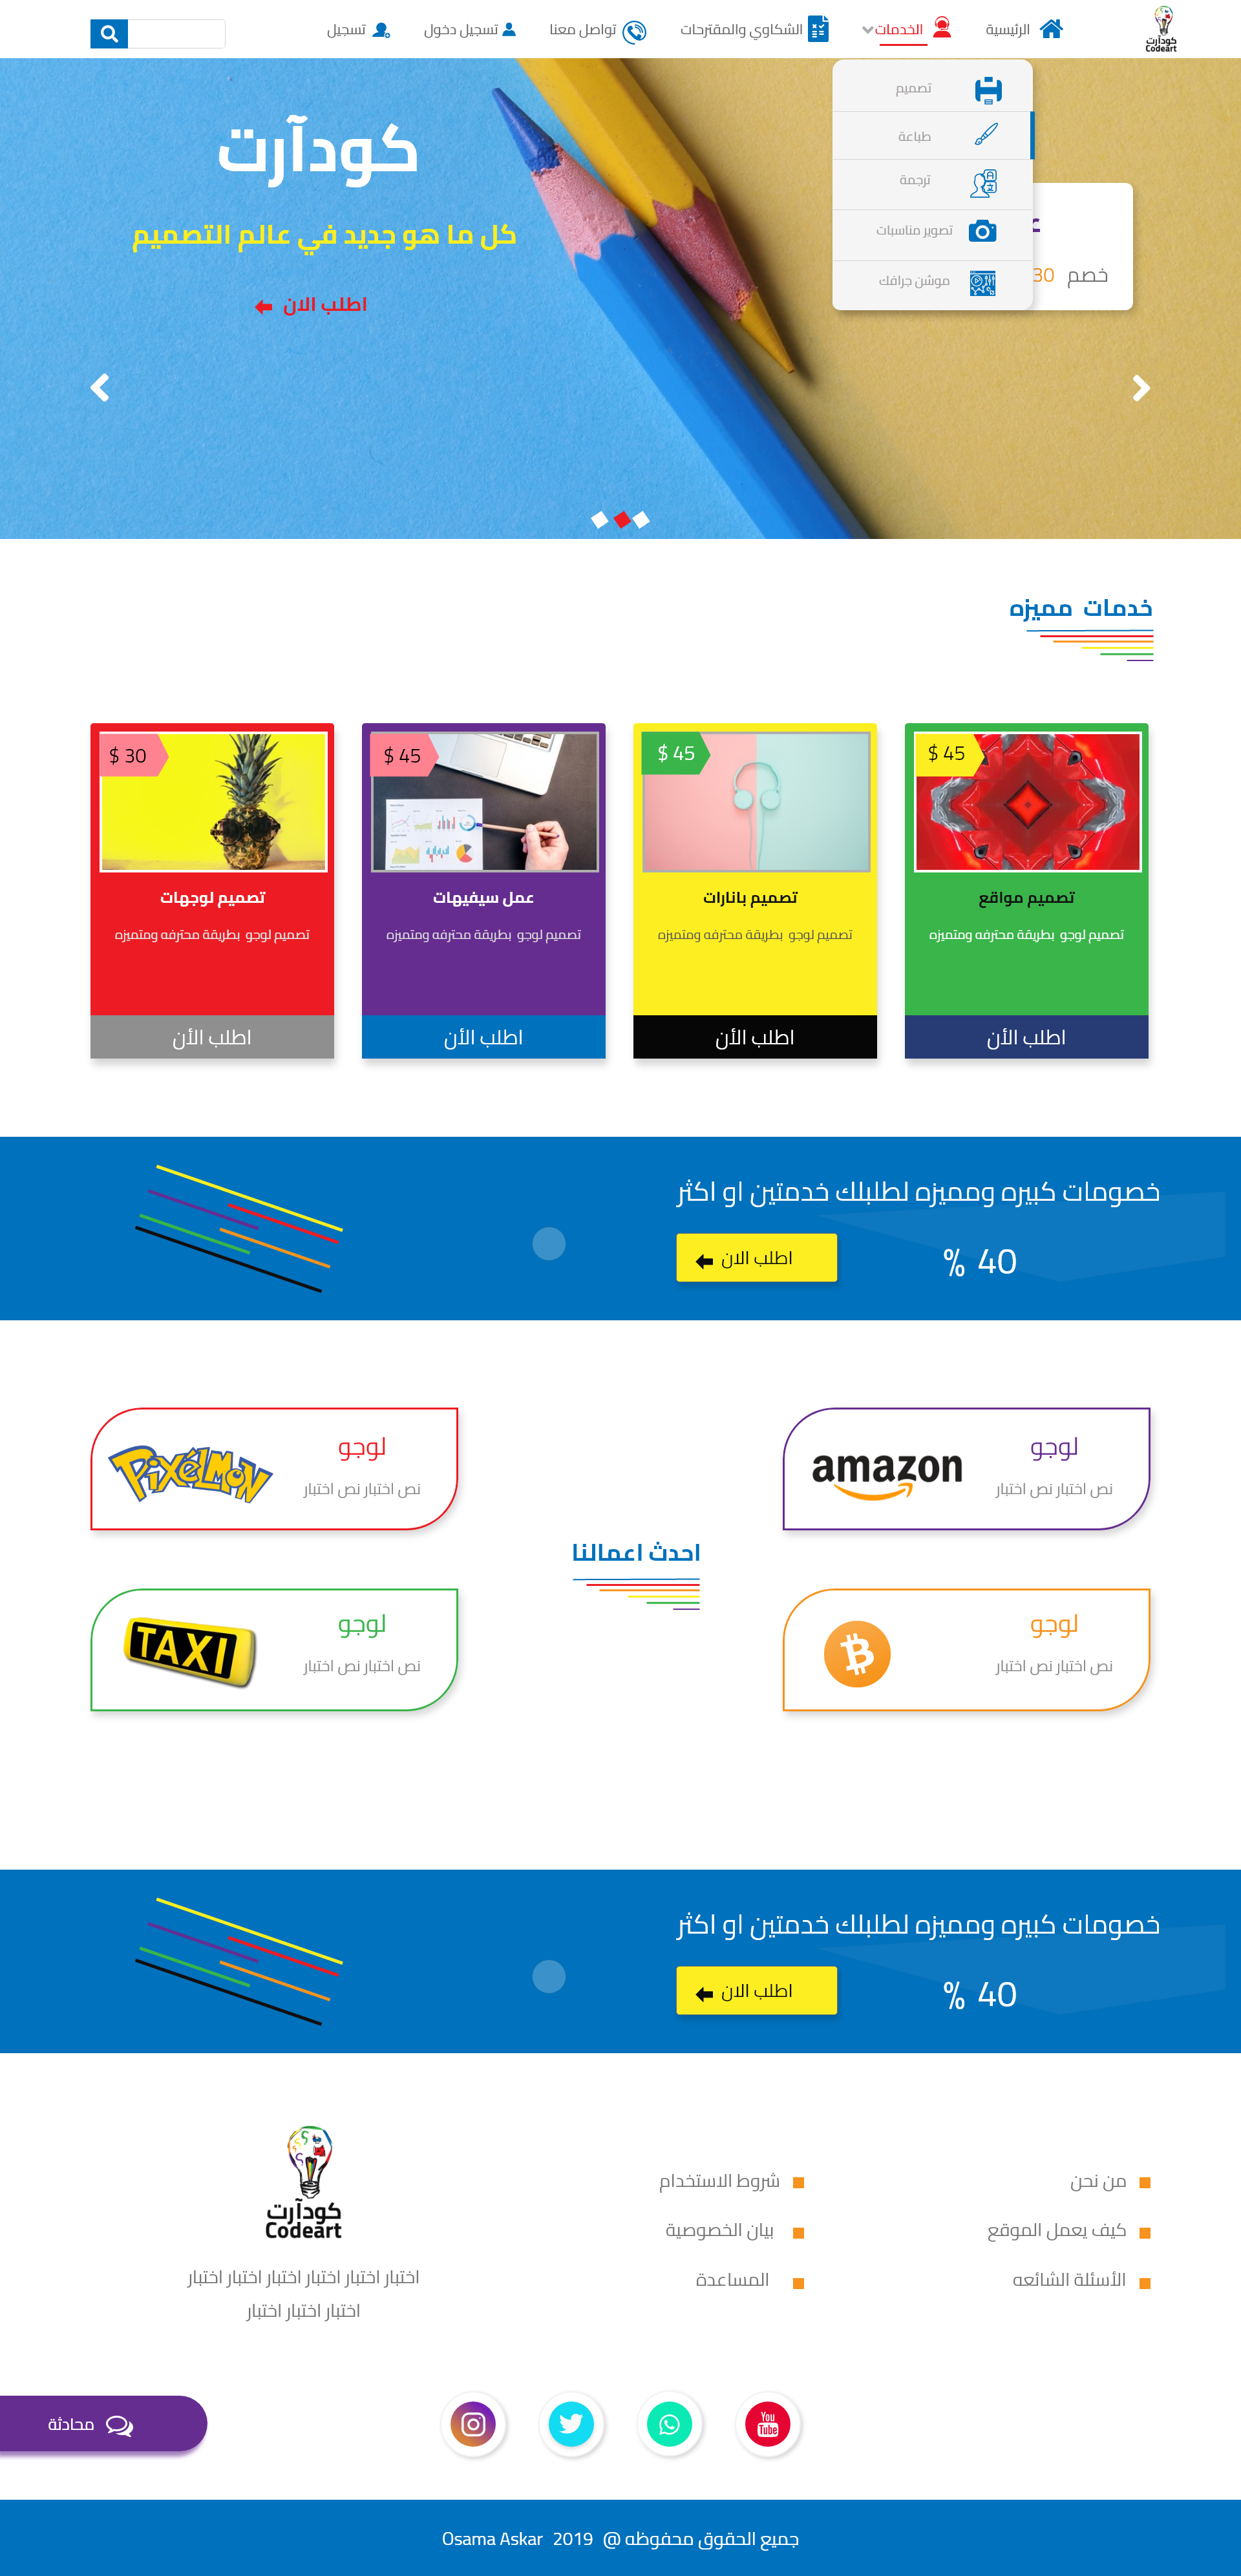 كودآرت
Codeart
الرئيسية
الخدمات
الشكاوي والمقترحات
تواصل معنا
تسجيل دخول
تسجيل
تصميم
طباعة
ترجمة
تصوير مناسبات
موشن جرافك
خصم 30
كودآرت
كل ما هو جديد في عالم التصميم
اطلب الان
خدمات مميزه
45 $
تصميم مواقع
تصميم لوجو بطريقة محترفه ومتميزه
اطلب الأن
45 $
تصميم بانارات
تصميم لوجو بطريقة محترفه ومتميزه
اطلب الأن
45 $
عمل سيفيهات
تصميم لوجو بطريقة محترفه ومتميزه
اطلب الأن
30 $
تصميم لوجهات
تصميم لوجو بطريقة محترفه ومتميزه
اطلب الأن
خصومات كبيره ومميزه لطلبلك خدمتين او اكثر
40 %
اطلب الان
لوجو
نص اختبار نص اختبار
amazon
لوجو
نص اختبار نص اختبار
Pixelmon
احدث اعمالنا
لوجو
نص اختبار نص اختبار
لوجو
نص اختبار نص اختبار
TAXI
خصومات كبيره ومميزه لطلبلك خدمتين او اكثر
40 %
اطلب الان
من نحن
كيف يعمل الموقع
الأسئلة الشائعه
شروط الاستخدام
بيان الخصوصية
المساعدة
كودآرت
Codeart
اختبار اختبار اختبار اختبار اختبار اختبار
اختبار اختبار اختبار
You
Tube
محادثة
جميع الحقوق محفوظه @ 2019 Osama Askar